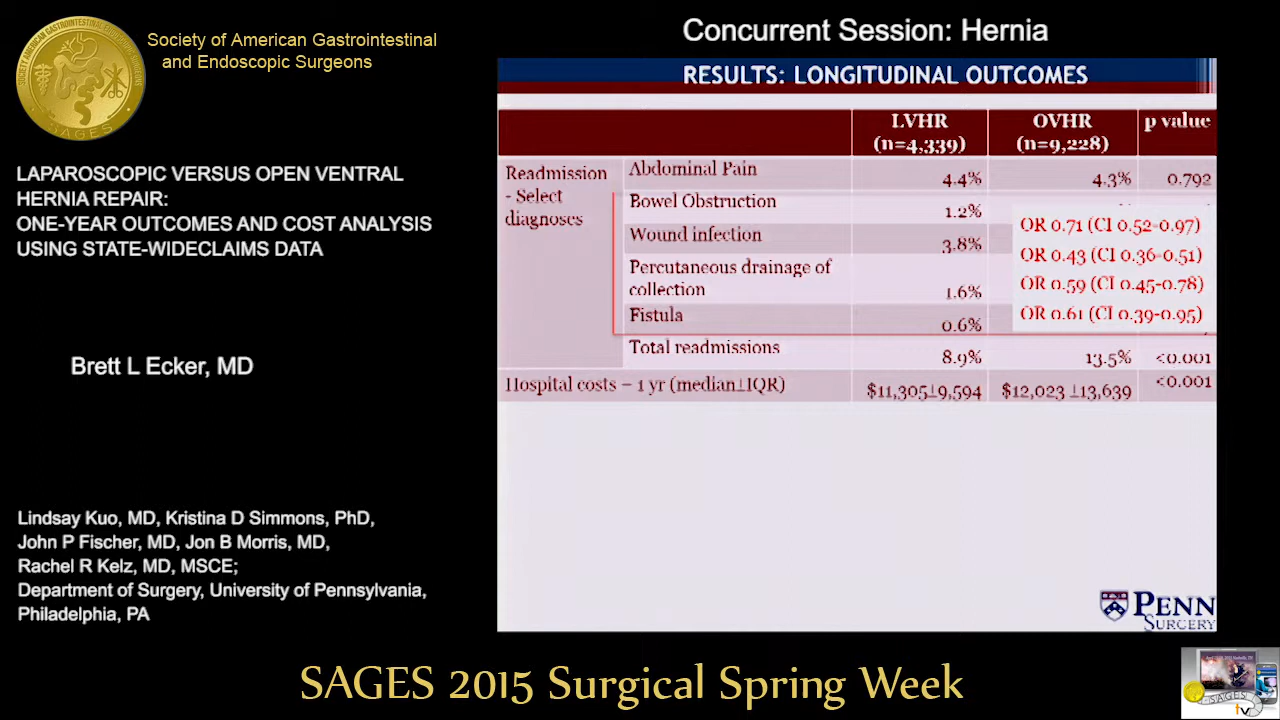 Society of American Gastrointestinal
and Endoscopic Surgeons
SAGES
LAPAROSCOPIC VERSUS OPEN VENTRAL
HERNIA REPAIR:
ONE-YEAR OUTCOMES AND COST ANALYSIS
USING STATE-WIDECLAIMS DATA
Brett L Ecker, MD
Lindsay Kuo, MD, Kristina D Simmons, PhD,
John P Fischer, MD, Jon B Morris, MD,
Rachel R Kelz, MD, MSCE;
Department of Surgery, University of Pennsylvania,
Philadelphia, PA
Concurrent Session: Hernia
RESULTS: LONGITUDINAL OUTCOMES
LVHR (n=4,339) OVHR (n=9,228) p value
Readmission - Select diagnoses
Abdominal Pain 4.4% 4.3% 0.792
Bowel Obstruction 1.2% OR 0.71 (CI 0.52-0.97)
Wound infection 3.8% OR 0.43 (CI 0.36-0.51)
Percutaneous drainage of collection 1.6% OR 0.59 (CI 0.45-0.78)
Fistula 0.6% OR 0.61 (CI 0.39-0.95)
Total readmissions 8.9% 13.5% <0.001
Hospital costs – 1 yr (median±IQR) $11,305±9,594 $12,023 ±13,639 <0.001
PENN
SURGERY
SAGES 2015 Surgical Spring Week
SAGES
tv